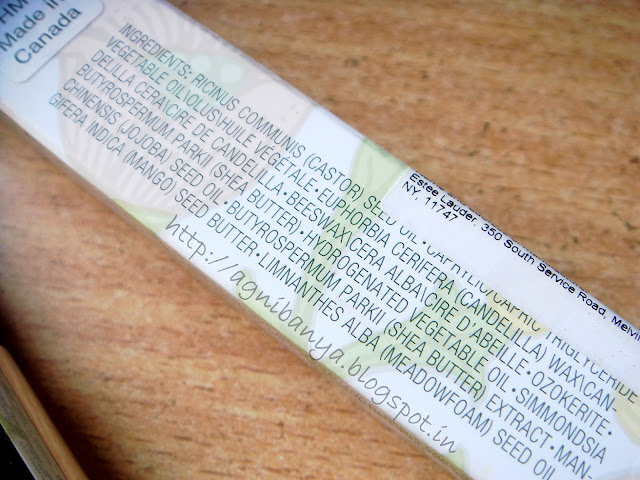 HM
Made in
Canada
INGREDIENTS: RICINUS COMMUNIS (CASTOR) SEED OIL • CAPRYLIC/CAPRIC TRIGLYCERIDE
VEGETABLE OIL\OLUS\HUILE VÉGÉTALE • EUPHORBIA CERIFERA (CANDELILLA) WAX\CAN-
DELILLA CERA\CIRE DE CANDELILLA • BEESWAX\CERA ALBA\CIRE D'ABEILLE • OZOKERITE •
BUTYROSPERMUM PARKII (SHEA BUTTER) • HYDROGENATED VEGETABLE OIL • SIMMONDSIA
CHINENSIS (JOJOBA) SEED OIL • BUTYROSPERMUM PARKII (SHEA BUTTER) EXTRACT • MAN-
GIFERA INDICA (MANGO) SEED BUTTER • LIMNANTHES ALBA (MEADOWFOAM) SEED OIL
Estee Lauder, 350 South Service Road, Melvi
NY, 11747
http://agnibanya.blogspot.in